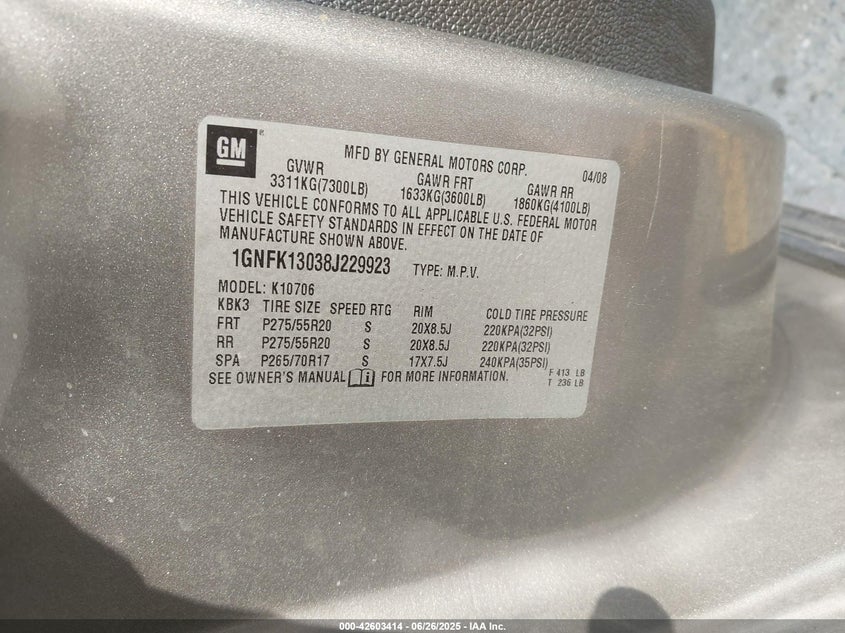 GM ®
MFD BY GENERAL MOTORS CORP. 04/08
GVWR GAWR FRT GAWR RR
3311KG(7300LB) 1633KG(3600LB) 1860KG(4100LB)
THIS VEHICLE CONFORMS TO ALL APPLICABLE U.S. FEDERAL MOTOR
VEHICLE SAFETY STANDARDS IN EFFECT ON THE DATE OF
MANUFACTURE SHOWN ABOVE.
1GNFK13038J229923 TYPE: M.P.V.
MODEL: K10706
KBK3 TIRE SIZE SPEED RTG RIM COLD TIRE PRESSURE
FRT P275/55R20 S 20X8.5J 220KPA(32PSI)
RR P275/55R20 S 20X8.5J 220KPA(32PSI)
SPA P265/70R17 S 17X7.5J 240KPA(35PSI)
SEE OWNER'S MANUAL i FOR MORE INFORMATION.
F 413 LB
T 236 LB
000-42603414 - 06/26/2025 - IAA Inc.